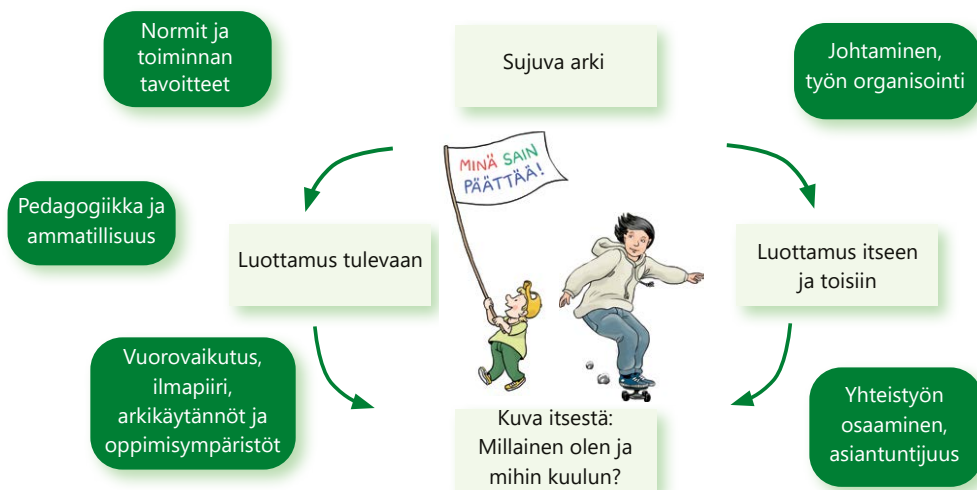 Normit ja
toiminnan
tavoitteet
Sujuva arki
Johtaminen,
työn organisointi
MINÄ SAIN
PÄÄTTÄÄ!
Pedagogiikka ja
ammatillisuus
Luottamus tulevaan
Luottamus itseen
ja toisiin
Vuorovaikutus,
ilmapiiri,
arkikäytännöt ja
oppimisympäristöt
Kuva itsestä:
Millainen olen ja
mihin kuulun?
Yhteistyön
osaaminen,
asiantuntijuus